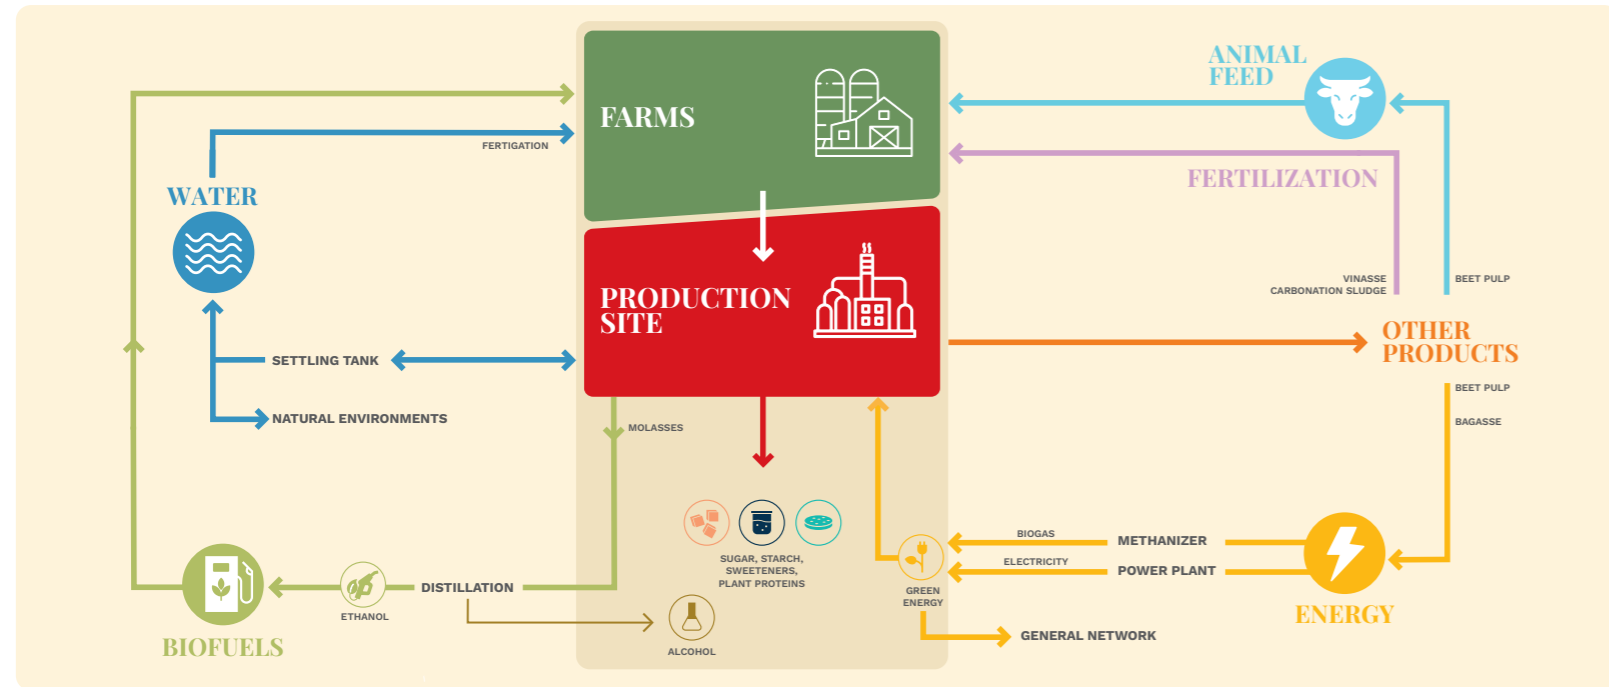 ANIMAL
FEED
FARMS
FERTIGATION
FERTILIZATION
WATER
VINASSE
CARBONATION SLUDGE
BEET PULP
PRODUCTION
SITE
OTHER
PRODUCTS
SETTLING TANK
NATURAL ENVIRONMENTS
BEET PULP
BAGASSE
MOLASSES
BIOGAS
METHANIZER
ELECTRICITY
POWER PLANT
SUGAR, STARCH,
SWEETENERS,
PLANT PROTEINS
GREEN
ENERGY
ENERGY
DISTILLATION
ETHANOL
BIOFUELS
ALCOHOL
GENERAL NETWORK